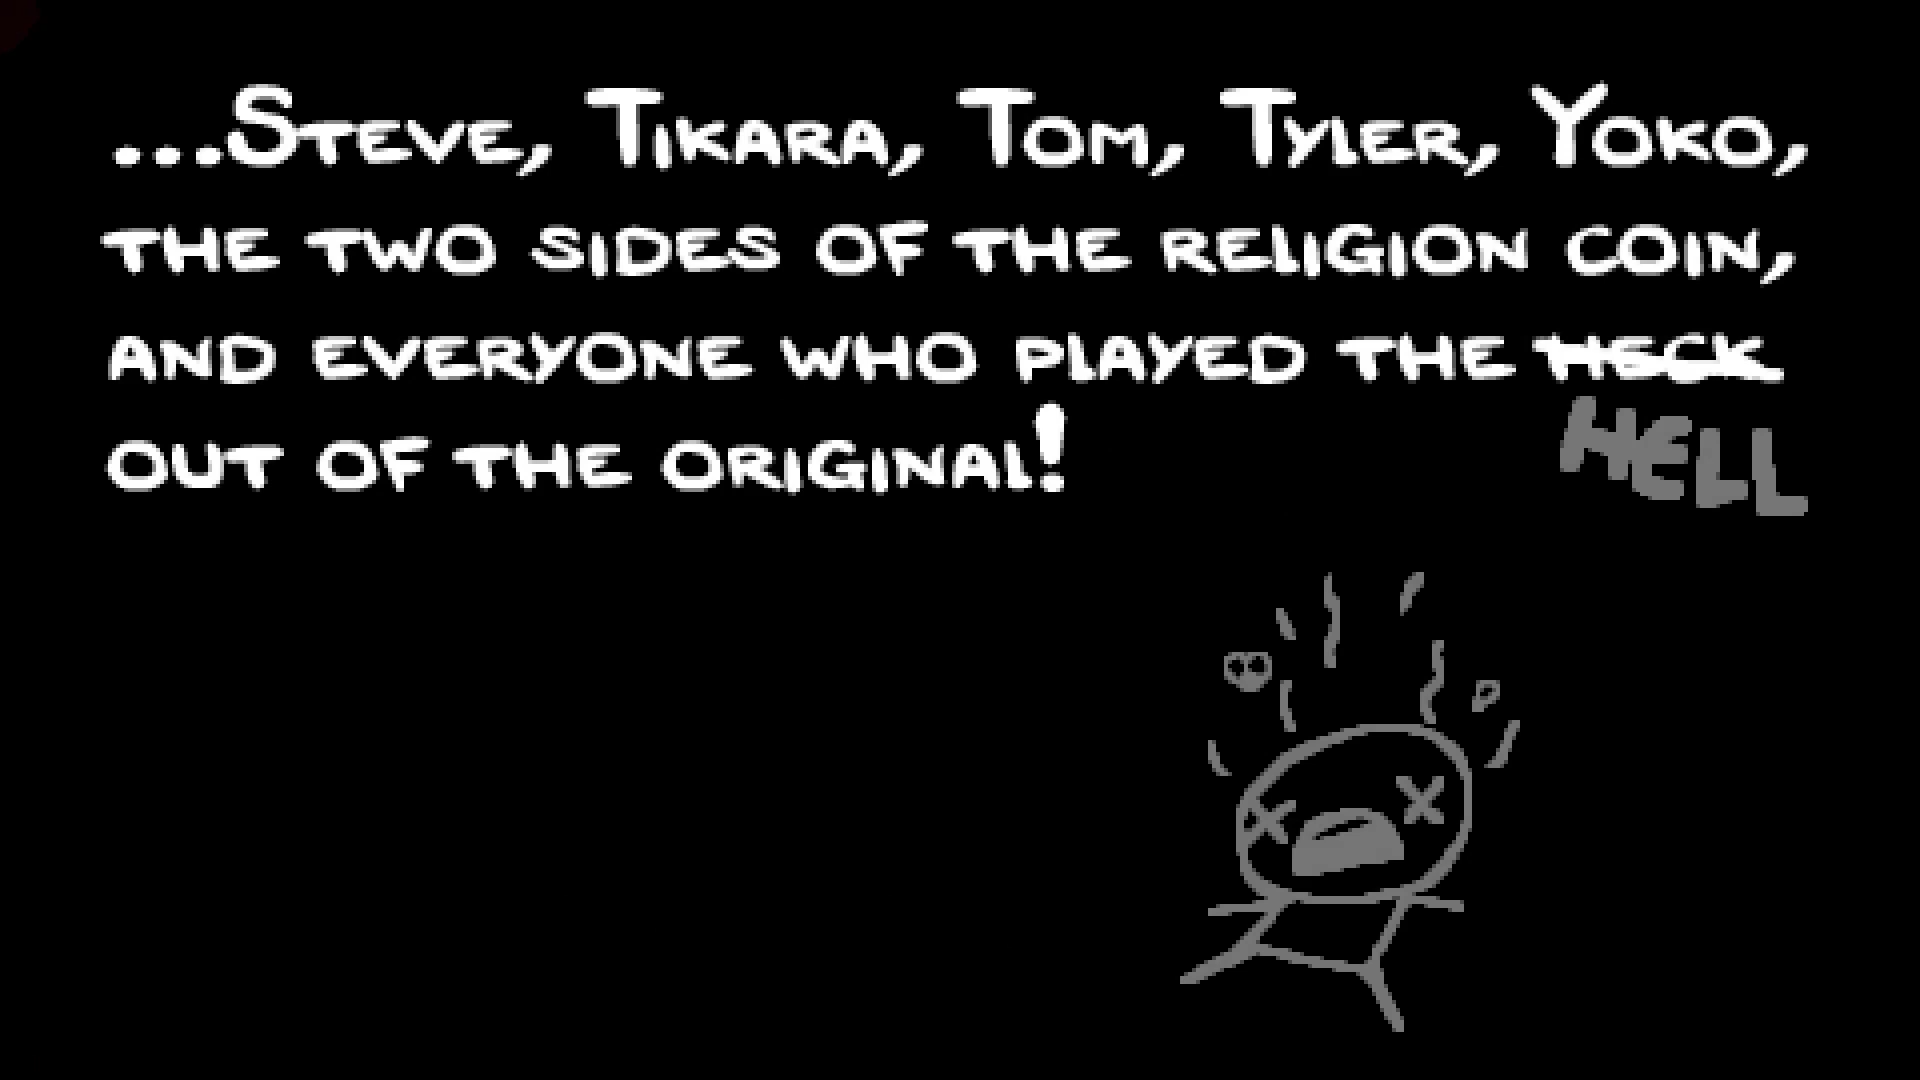 ...Steve, Tikara, Tom, Tyler, Yoko,
the two sides of the religion coin,
and everyone who played the heck
HELL
out of the original!